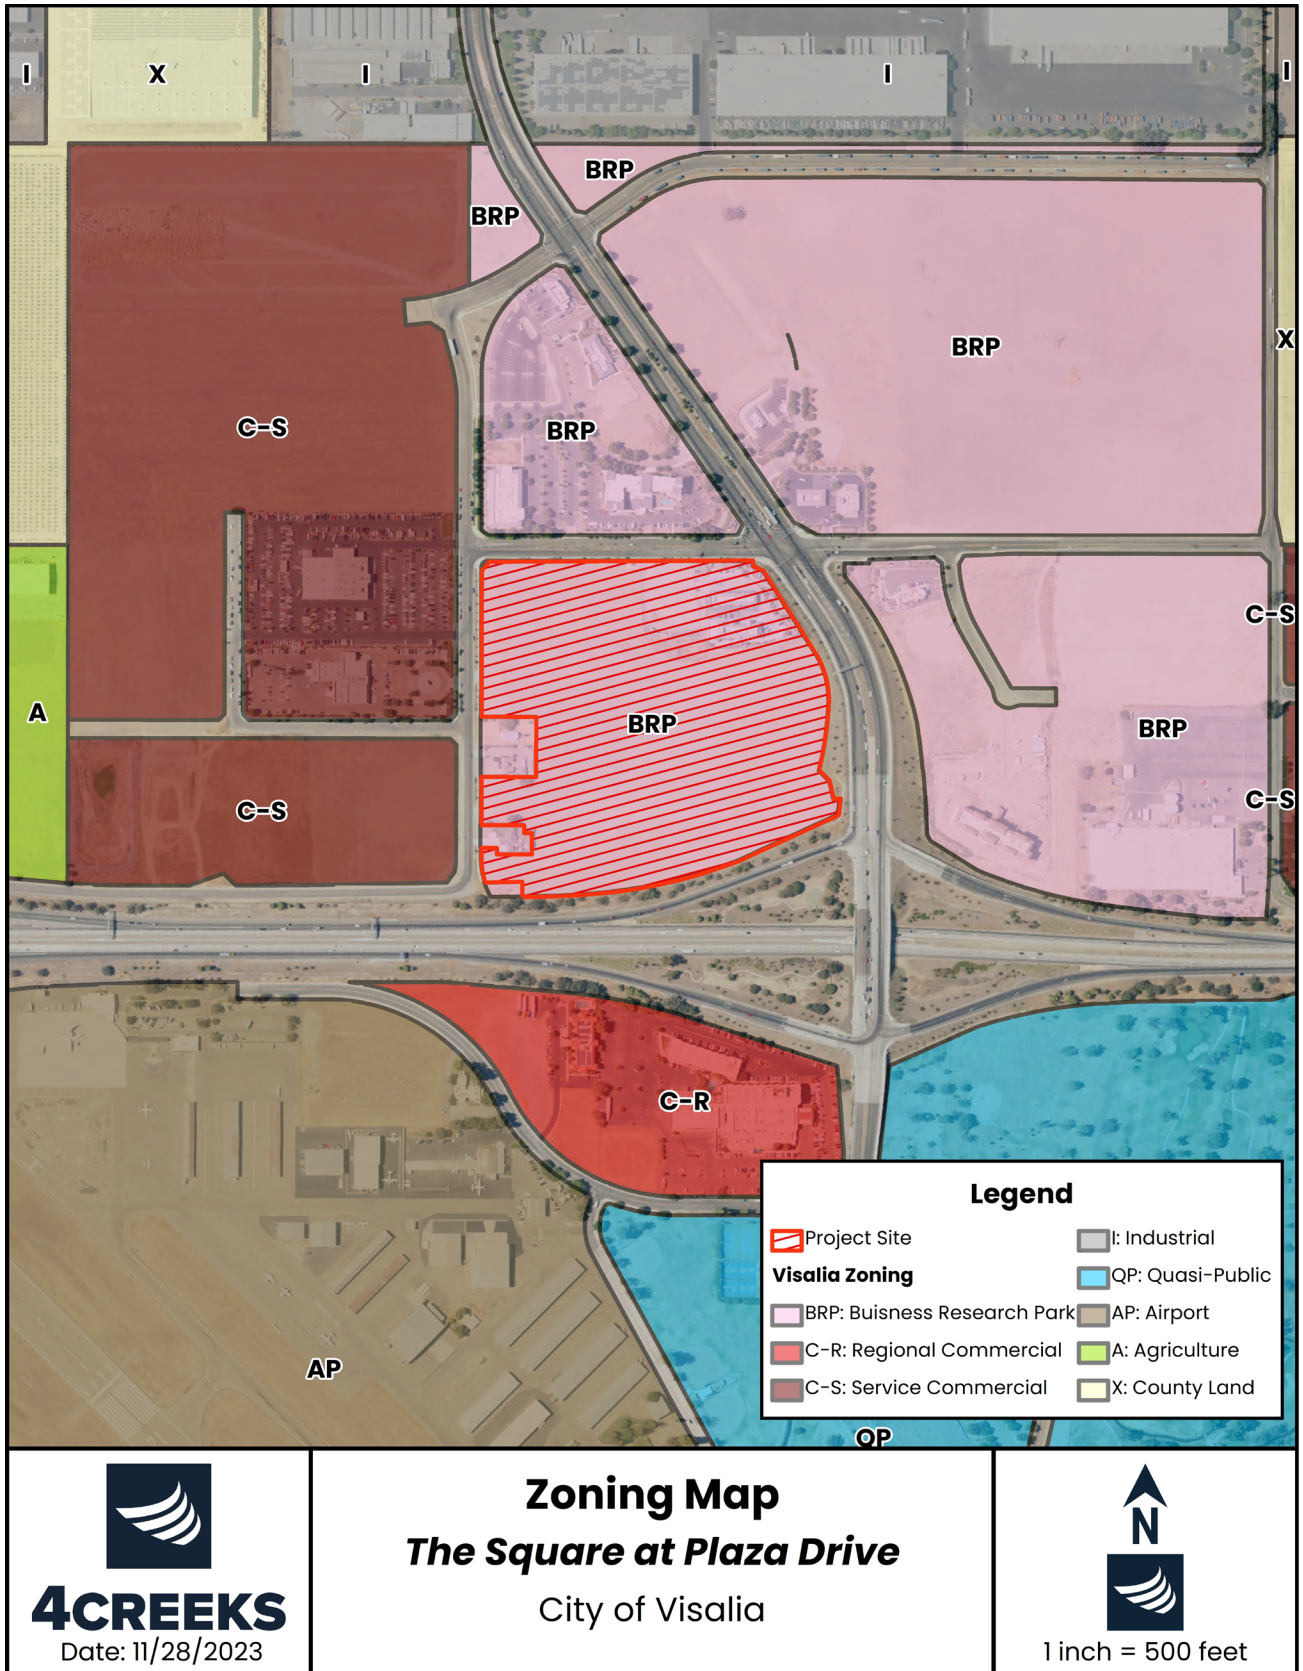 I
X
I
I
I
BRP
BRP
BRP
X
C-S
BRP
C-S
A
BRP
BRP
C-S
C-S
C-R
Legend
Project Site
Visalia Zoning
BRP: Buisness Research Park
C-R: Regional Commercial
C-S: Service Commercial
I: Industrial
QP: Quasi-Public
AP: Airport
A: Agriculture
X: County Land
AP
QP
4CREEKS
Date: 11/28/2023
Zoning Map
The Square at Plaza Drive
City of Visalia
N
1 inch = 500 feet